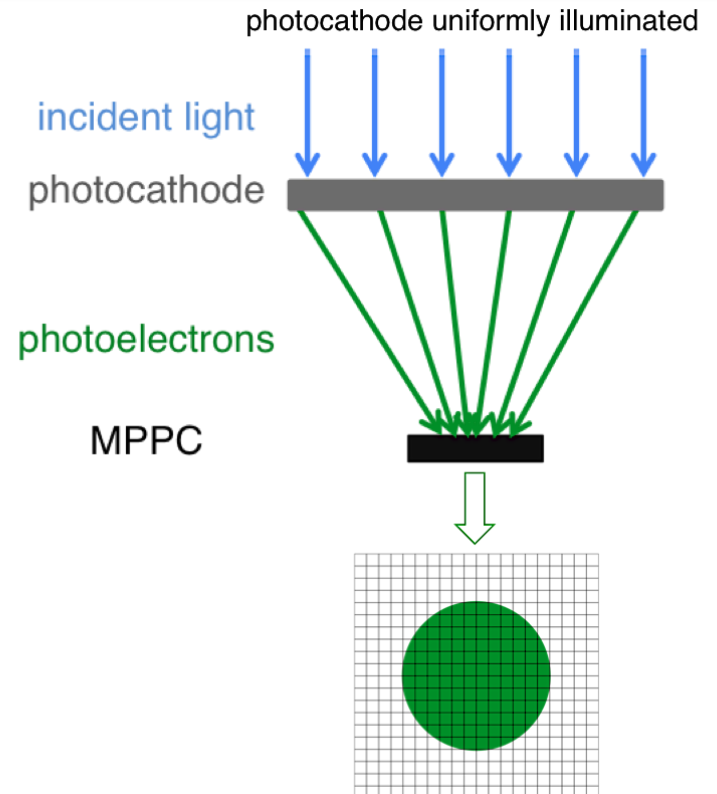 photocathode uniformly illuminated
incident light
photocathode
photoelectrons
MPPC